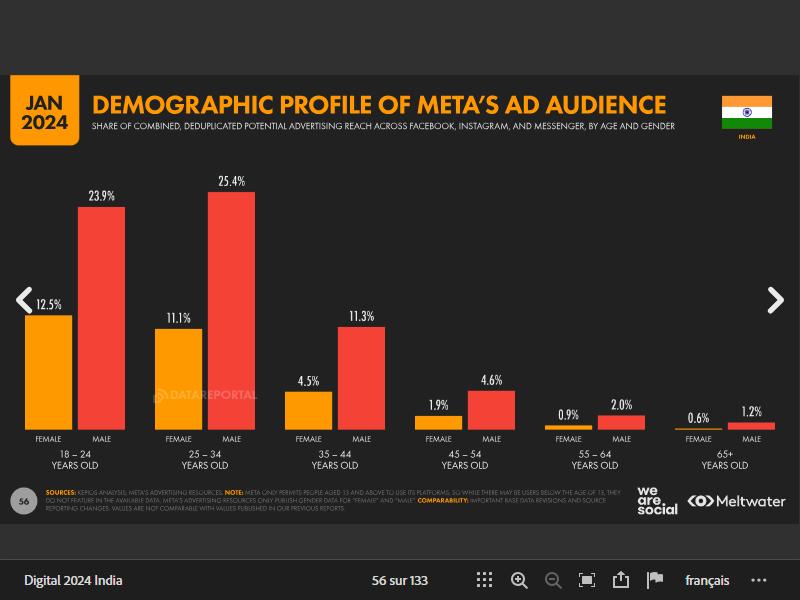 JAN
2024
DEMOGRAPHIC PROFILE OF META'S AD AUDIENCE
SHARE OF COMBINED, DEDUPLICATED POTENTIAL ADVERTISING REACH ACROSS FACEBOOK, INSTAGRAM, AND MESSENGER, BY AGE AND GENDER
INDIA
12.5%
23.9%
11.1%
25.4%
4.5%
11.3%
1.9%
4.6%
0.9%
2.0%
0.6%
1.2%
DATAREPORTAL
FEMALE MALE FEMALE MALE FEMALE MALE FEMALE MALE FEMALE MALE FEMALE MALE
18 – 24
YEARS OLD
25 – 34
YEARS OLD
35 – 44
YEARS OLD
45 – 54
YEARS OLD
55 – 64
YEARS OLD
65+
YEARS OLD
56
SOURCES: KEPIOS ANALYSIS; META'S ADVERTISING RESOURCES. NOTE: META ONLY PERMITS PEOPLE AGED 13 AND ABOVE TO USE ITS PLATFORMS, SO WHILE THERE MAY BE USERS BELOW THE AGE OF 13, THEY
DO NOT FEATURE IN THE AVAILABLE DATA. META'S ADVERTISING RESOURCES ONLY PUBLISH GENDER DATA FOR "FEMALE" AND "MALE". COMPARABILITY: IMPORTANT BASE DATA REVISIONS AND SOURCE
REPORTING CHANGES. VALUES ARE NOT COMPARABLE WITH VALUES PUBLISHED IN OUR PREVIOUS REPORTS.
we
are.
social
Meltwater
Digital 2024 India
56 sur 133
français